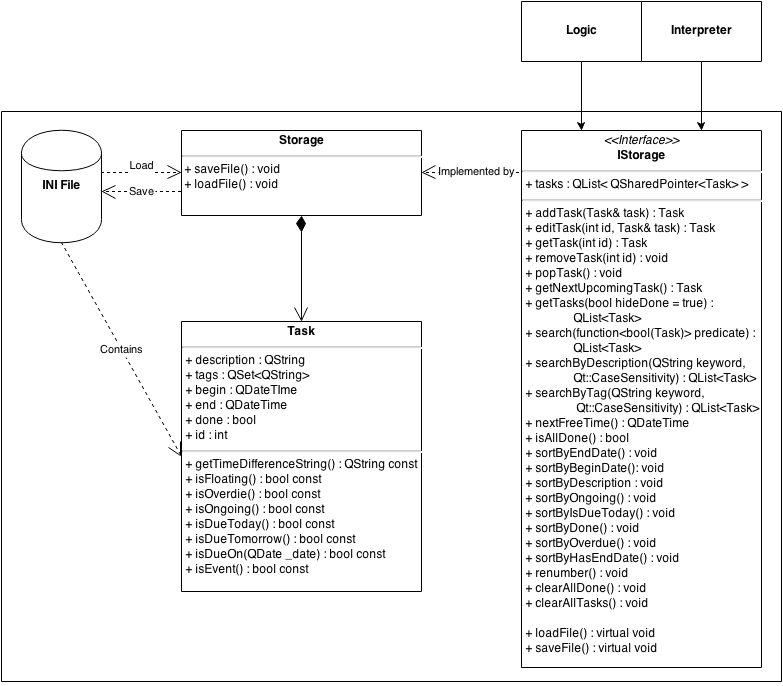 Logic
Interpreter
INI File
Load
Save
Contains
Storage
+ saveFile() : void
+ loadFile() : void
Implemented by
Task
+ description : QString
+ tags : QSet<QString>
+ begin : QDateTIme
+ end : QDateTime
+ done : bool
+ id : int
+ getTimeDifferenceString() : QString const
+ isFloating() : bool const
+ isOverdie() : bool const
+ isOngoing() : bool const
+ isDueToday() : bool const
+ isDueTomorrow() : bool const
+ isDueOn(QDate _date) : bool const
+ isEvent() : bool const
<<Interface>>
IStorage
+ tasks : QList< QSharedPointer<Task> >
+ addTask(Task& task) : Task
+ editTask(int id, Task& task) : Task
+ getTask(int id) : Task
+ removeTask(int id) : void
+ popTask() : void
+ getNextUpcomingTask() : Task
+ getTasks(bool hideDone = true) :
QList<Task>
+ search(function<bool(Task)> predicate) :
QList<Task>
+ searchByDescription(QString keyword,
Qt::CaseSensitivity) : QList<Task>
+ searchByTag(QString keyword,
Qt::CaseSensitivity) : QList<Task>
+ nextFreeTime() : QDateTime
+ isAllDone() : bool
+ sortByEndDate() : void
+ sortByBeginDate(): void
+ sortByDescription : void
+ sortByOngoing() : void
+ sortByIsDueToday() : void
+ sortByDone() : void
+ sortByOverdue() : void
+ sortByHasEndDate() : void
+ renumber() : void
+ clearAllDone() : void
+ clearAllTasks() : void
+ loadFile() : virtual void
+ saveFile() : virtual void